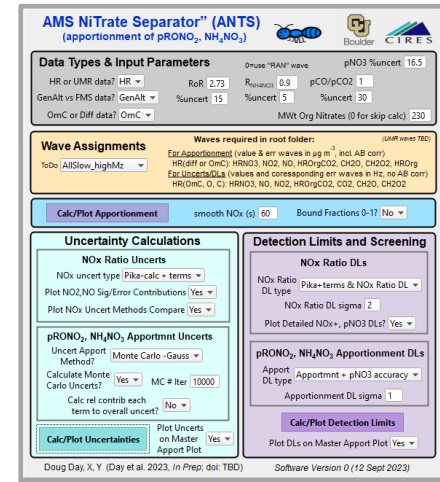 AMS NiTrate Separator” (ANTS)
(apportionment of pRONO2, NH4NO3)
Boulder
CIRES
Data Types & Input Parameters
0=use "RAN" wave
pNO3 %uncert 16.5
HR or UMR data? HR
RoR 2.73
RNH4NO3 0.9
pCO/pCO2 1
GenAlt vs FMS data? GenAlt
%uncert 15
%uncert 5
%uncert 30
OmC or Diff data? OmC
MWt Org Nitrates (0 for skip calc) 230
Wave Assignments
ToDo AllSlow_highMz
Waves required in root folder: (UMR waves TBD)
For Apportionment (value & err waves in µg m-3, incl. AB corr)
HR(diff or OmC): HRNO3, NO2, NO, HROrgCO2, CH2O, CH2O2, HROrg
For Uncerts/DLs (values and coressponding err waves in Hz, no AB corr)
HR(OmC, O, C): HRNO3, NO, NO2, HROrgCO2, CO2, CH2O, CH2O2
Calc/Plot Apportionment
smooth NOx (s) 60
Bound Fractions 0-1? No
Uncertainty Calculations
NOx Ratio Uncerts
NOx uncert type Pika-calc + terms
Plot NO2,NO Sig/Error Contributions Yes
Plot NOx Uncert Methods Compare Yes
pRONO2, NH4NO3 Apportmnt Uncerts
Uncert Apport
Method? Monte Carlo -Gauss
Calculate Monte
Carlo Uncerts? Yes
MC # Iter 10000
Calc rel contrib each
term to overall uncert? No
Calc/Plot Uncertainties
Plot Uncerts
on Master
Apport Plot Yes
Detection Limits and Screening
NOx Ratio DLs
NOx Ratio
DL type Pika+terms & NOx Ratio DL
NOx Ratio DL sigma 2
Plot Detailed NOx+, pNO3 DLs? Yes
pRONO2, NH4NO3 Apportionment DLs
Apport
DL type Apportmnt + pNO3 accuracy
Apportionment DL sigma 1
Calc/Plot Detection Limits
Plot DLs on Master Apport Plot Yes
Doug Day, X, Y (Day et al. 2023, In Prep; doi: TBD)
Software Version 0 (12 Sept 2023)